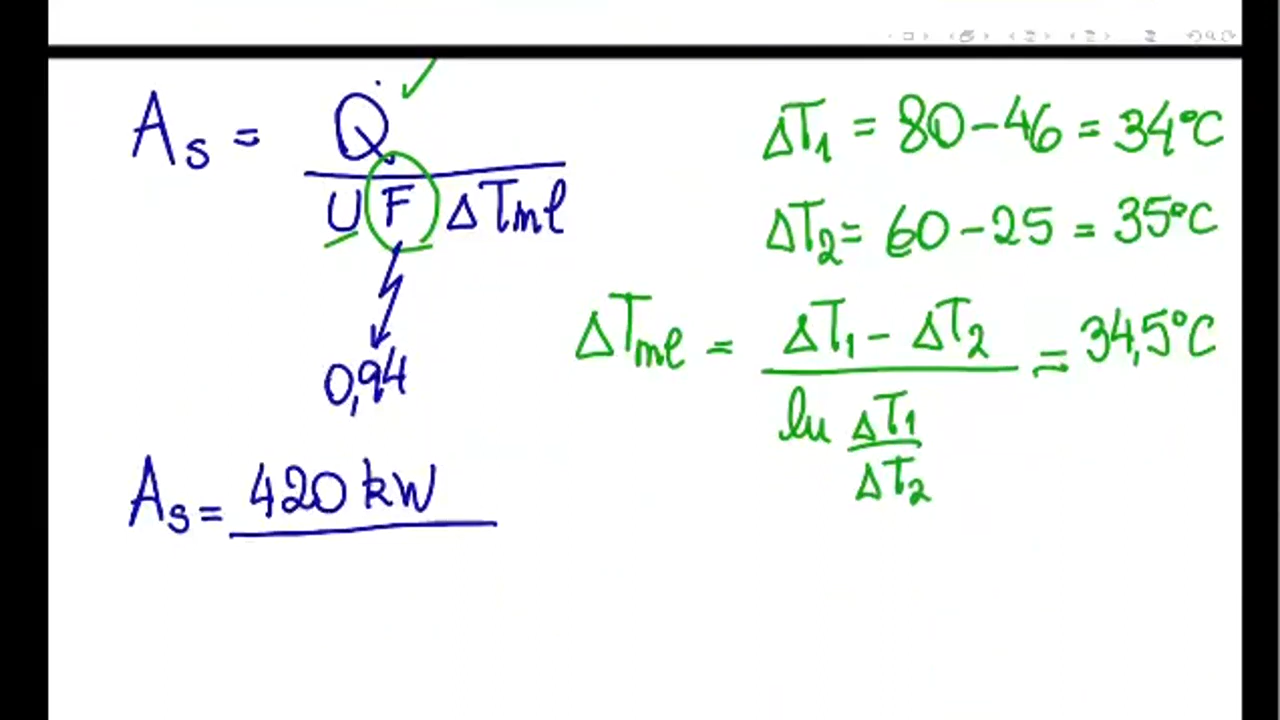 As = Q̇ / (U F ΔTml)
0,94
As = 420 kW
ΔT1 = 80 - 46 = 34°C
ΔT2 = 60 - 25 = 35°C
ΔTml = (ΔT1 - ΔT2) / (ln ΔT1/ΔT2) = 34,5°C